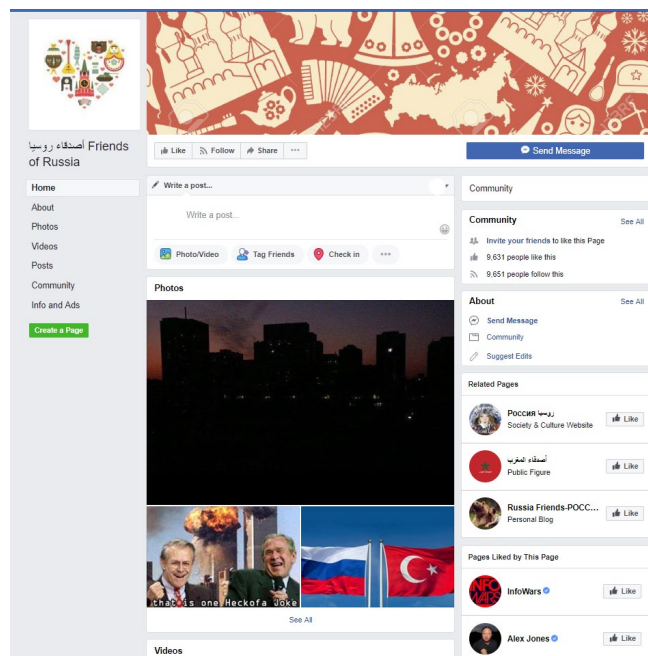 أصدقاء روسيا Friends
of Russia
Home
About
Photos
Videos
Posts
Community
Info and Ads
Create a Page
Like Follow Share ...
Send Message
Write a post...
Write a post...
Photo/Video Tag Friends Check in ...
Photos
that is one Heckofa Joke
See All
Videos
Community
Community See All
Invite your friends to like this Page
9,631 people like this
9,651 people follow this
About See All
Send Message
Community
Suggest Edits
Related Pages
Россия روسيا
Society & Culture Website
Like
أصدقاء المغرب
Public Figure
Like
Russia Friends-РОСС...
Personal Blog
Like
Pages Liked by This Page
INFO
WARS
InfoWars
Like
Alex Jones
Like